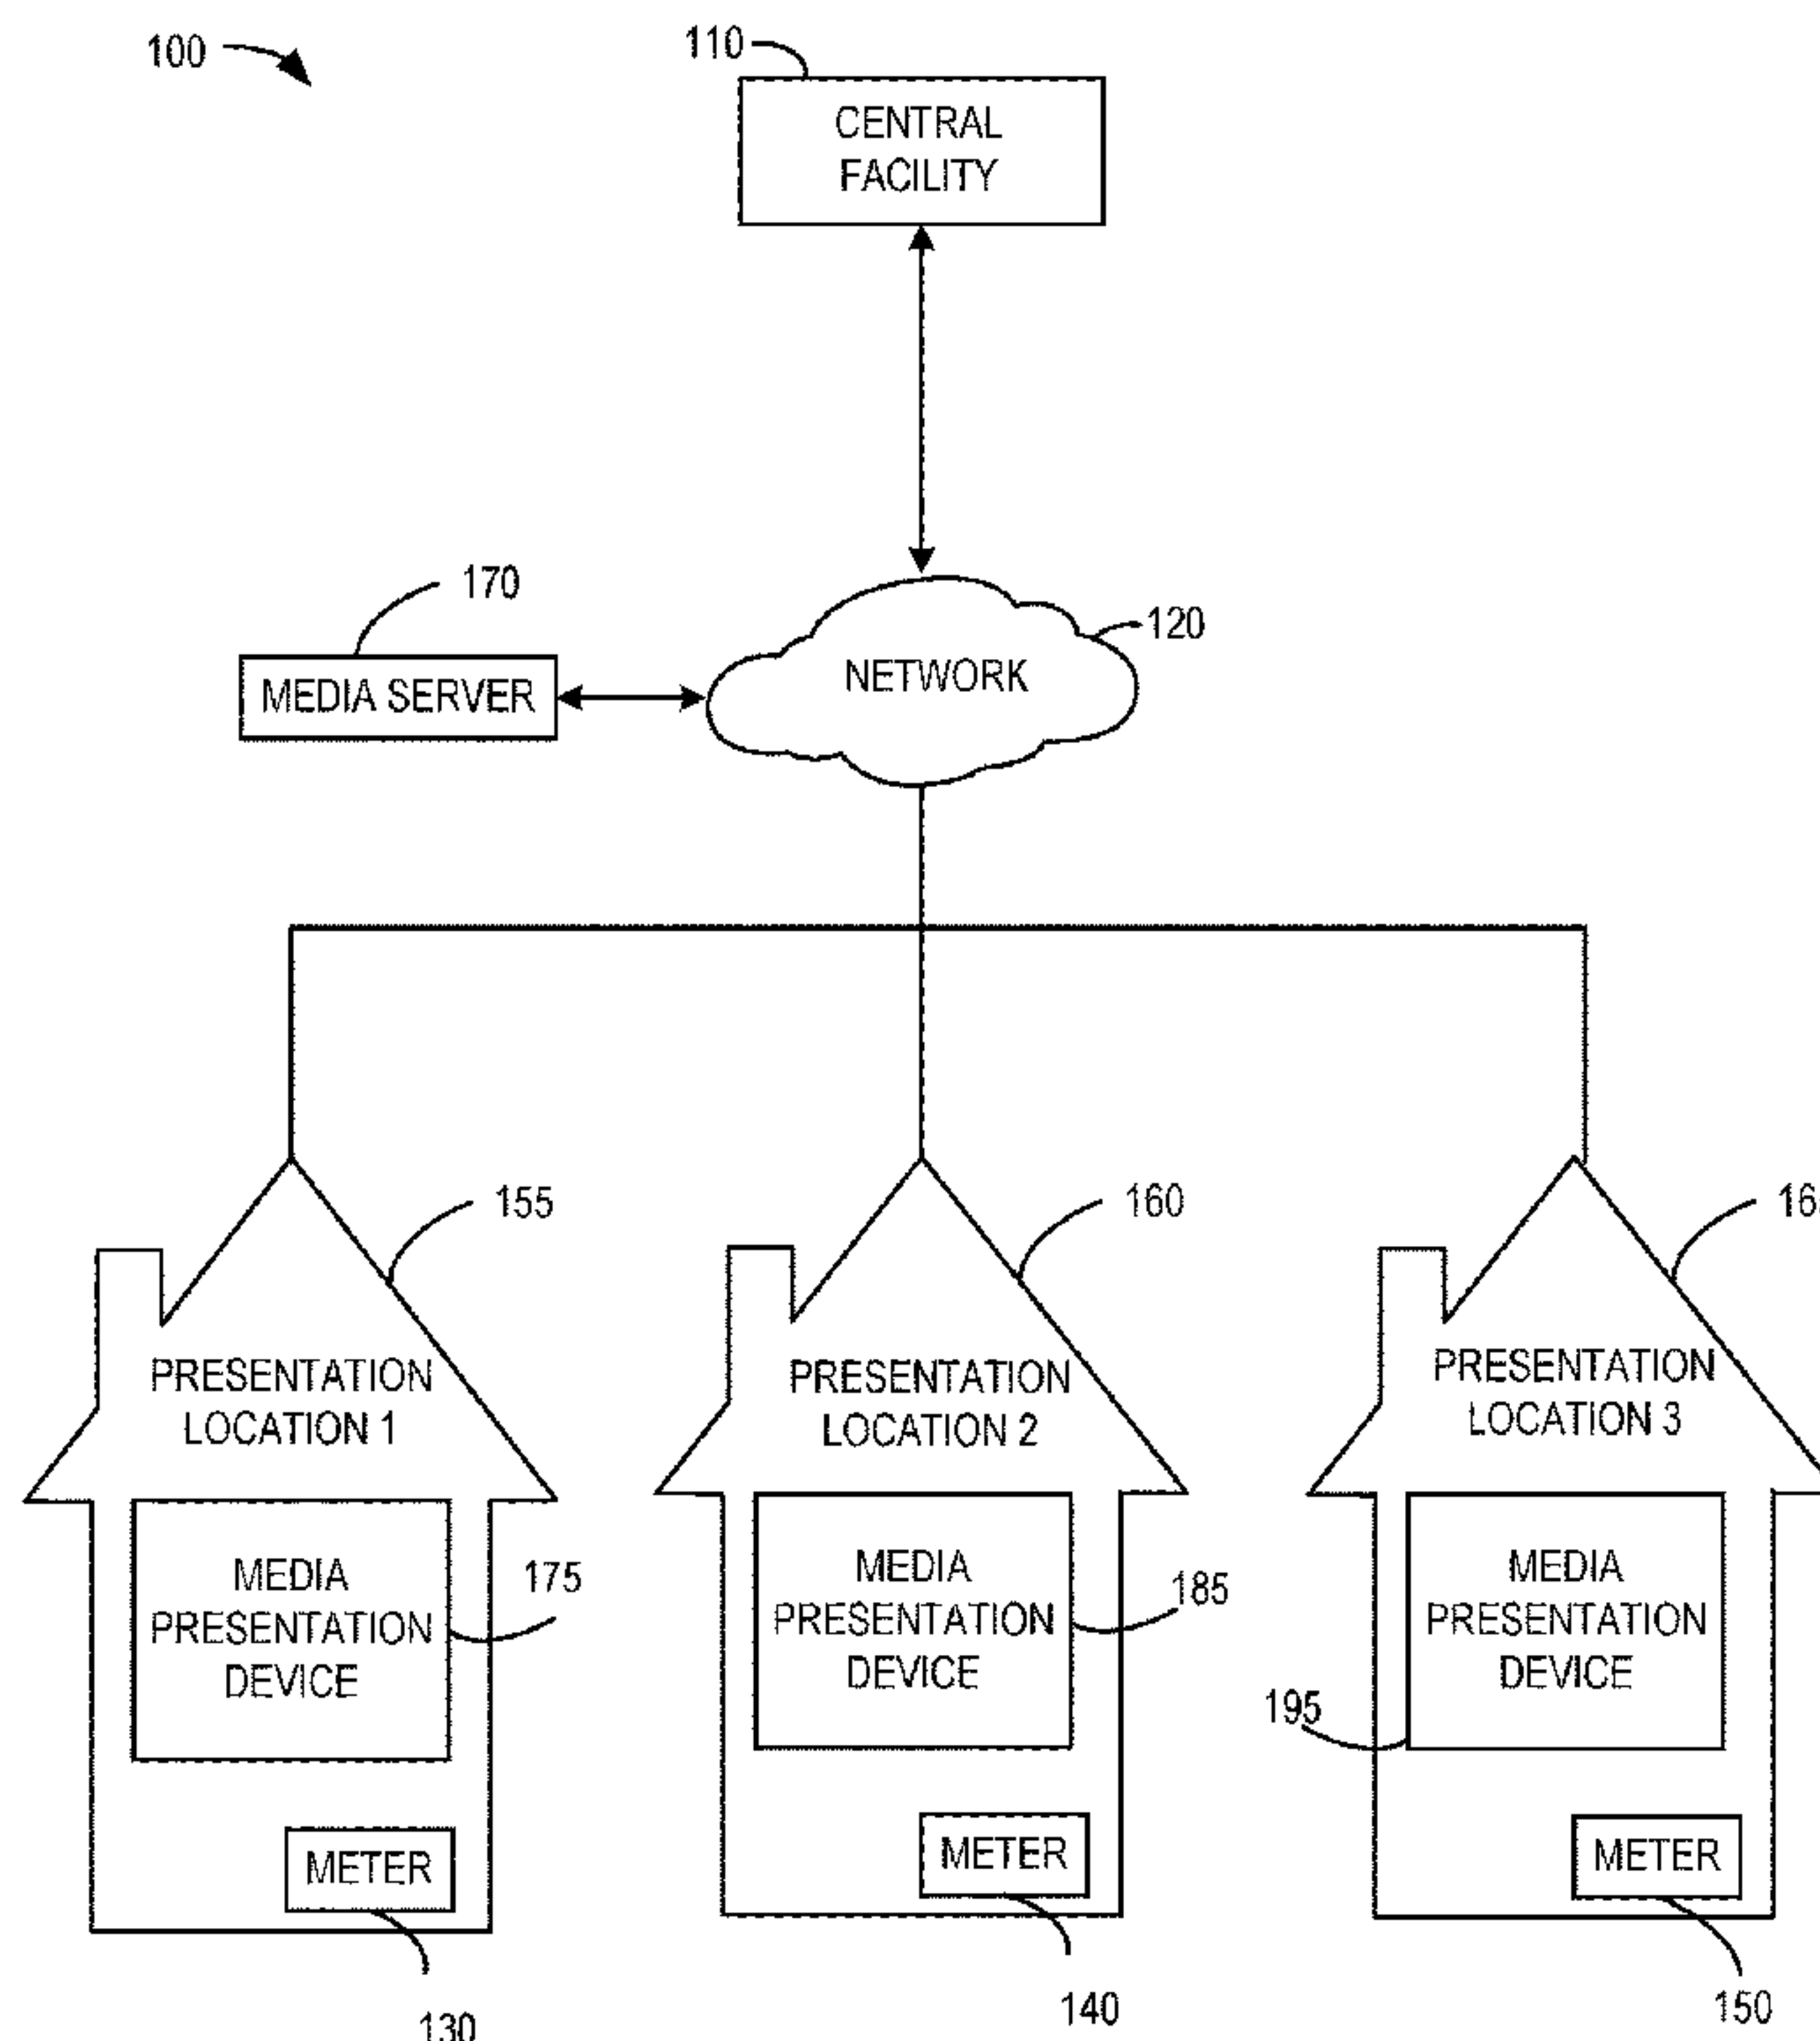 100
110
CENTRAL
FACILITY
170
120
NETWORK
MEDIA SERVER
155
160
PRESENTATION
LOCATION 1
PRESENTATION
LOCATION 2
PRESENTATION
LOCATION 3
MEDIA
PRESENTATION
DEVICE
175
MEDIA
PRESENTATION
DEVICE
185
MEDIA
PRESENTATION
DEVICE
195
METER
METER
METER
130
140
150